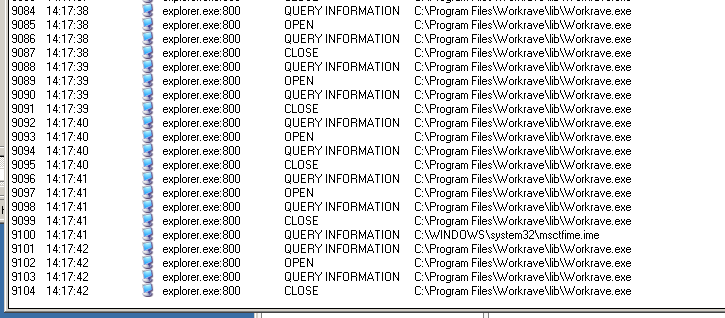 9084 14:17:38 explorer.exe:800 QUERY INFORMATION C:\Program Files\Workrave\lib\Workrave.exe
9085 14:17:38 explorer.exe:800 OPEN C:\Program Files\Workrave\lib\Workrave.exe
9086 14:17:38 explorer.exe:800 QUERY INFORMATION C:\Program Files\Workrave\lib\Workrave.exe
9087 14:17:38 explorer.exe:800 CLOSE C:\Program Files\Workrave\lib\Workrave.exe
9088 14:17:39 explorer.exe:800 QUERY INFORMATION C:\Program Files\Workrave\lib\Workrave.exe
9089 14:17:39 explorer.exe:800 OPEN C:\Program Files\Workrave\lib\Workrave.exe
9090 14:17:39 explorer.exe:800 QUERY INFORMATION C:\Program Files\Workrave\lib\Workrave.exe
9091 14:17:39 explorer.exe:800 CLOSE C:\Program Files\Workrave\lib\Workrave.exe
9092 14:17:40 explorer.exe:800 QUERY INFORMATION C:\Program Files\Workrave\lib\Workrave.exe
9093 14:17:40 explorer.exe:800 OPEN C:\Program Files\Workrave\lib\Workrave.exe
9094 14:17:40 explorer.exe:800 QUERY INFORMATION C:\Program Files\Workrave\lib\Workrave.exe
9095 14:17:40 explorer.exe:800 CLOSE C:\Program Files\Workrave\lib\Workrave.exe
9096 14:17:41 explorer.exe:800 QUERY INFORMATION C:\Program Files\Workrave\lib\Workrave.exe
9097 14:17:41 explorer.exe:800 OPEN C:\Program Files\Workrave\lib\Workrave.exe
9098 14:17:41 explorer.exe:800 QUERY INFORMATION C:\Program Files\Workrave\lib\Workrave.exe
9099 14:17:41 explorer.exe:800 CLOSE C:\Program Files\Workrave\lib\Workrave.exe
9100 14:17:41 explorer.exe:800 QUERY INFORMATION C:\WINDOWS\system32\msctfime.ime
9101 14:17:42 explorer.exe:800 QUERY INFORMATION C:\Program Files\Workrave\lib\Workrave.exe
9102 14:17:42 explorer.exe:800 OPEN C:\Program Files\Workrave\lib\Workrave.exe
9103 14:17:42 explorer.exe:800 QUERY INFORMATION C:\Program Files\Workrave\lib\Workrave.exe
9104 14:17:42 explorer.exe:800 CLOSE C:\Program Files\Workrave\lib\Workrave.exe